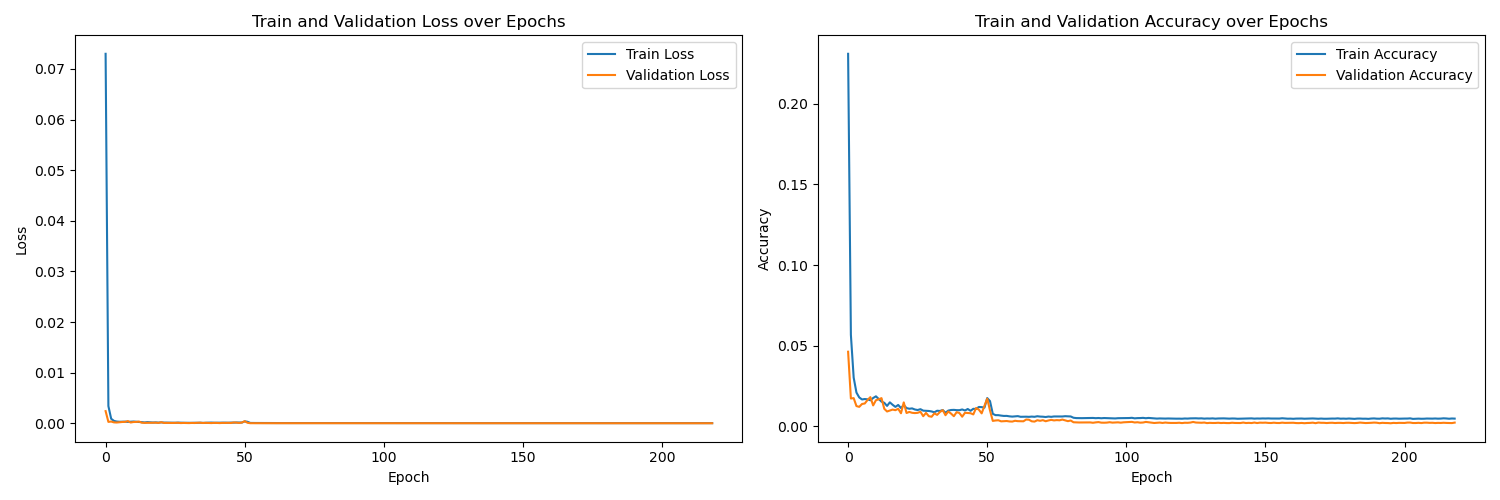 Train and Validation Loss over Epochs
Train Loss
Validation Loss
0.07
0.06
0.05
0.04
0.03
0.02
0.01
0.00
Loss
0 50 100 150 200
Epoch
Train and Validation Accuracy over Epochs
Train Accuracy
Validation Accuracy
0.20
0.15
0.10
0.05
0.00
Accuracy
0 50 100 150 200
Epoch